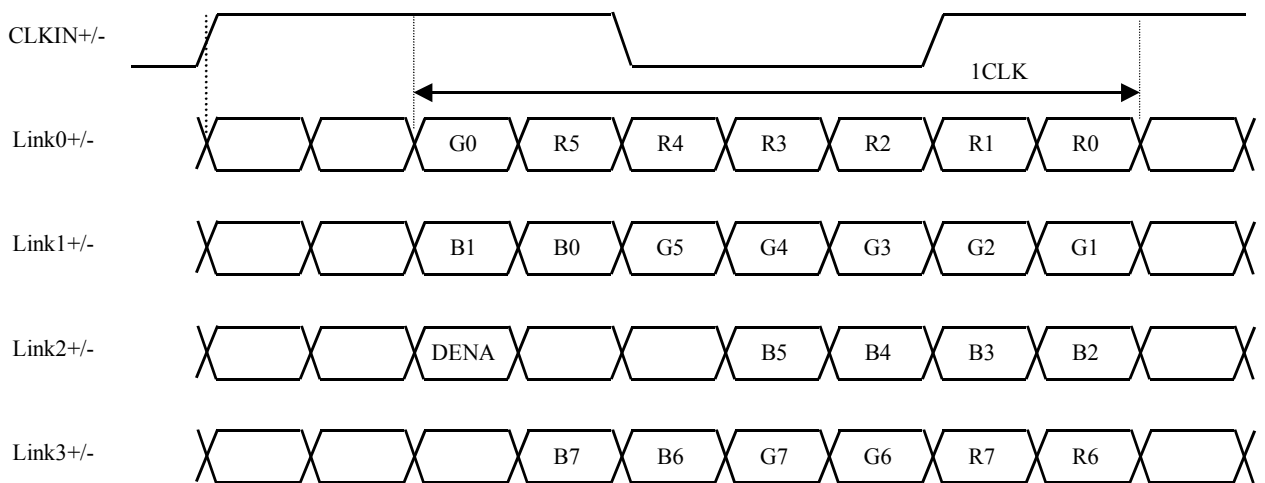 CLKIN+/-
1CLK
Link0+/- G0 R5 R4 R3 R2 R1 R0
Link1+/- B1 B0 G5 G4 G3 G2 G1
Link2+/- DENA B5 B4 B3 B2
Link3+/- B7 B6 G7 G6 R7 R6